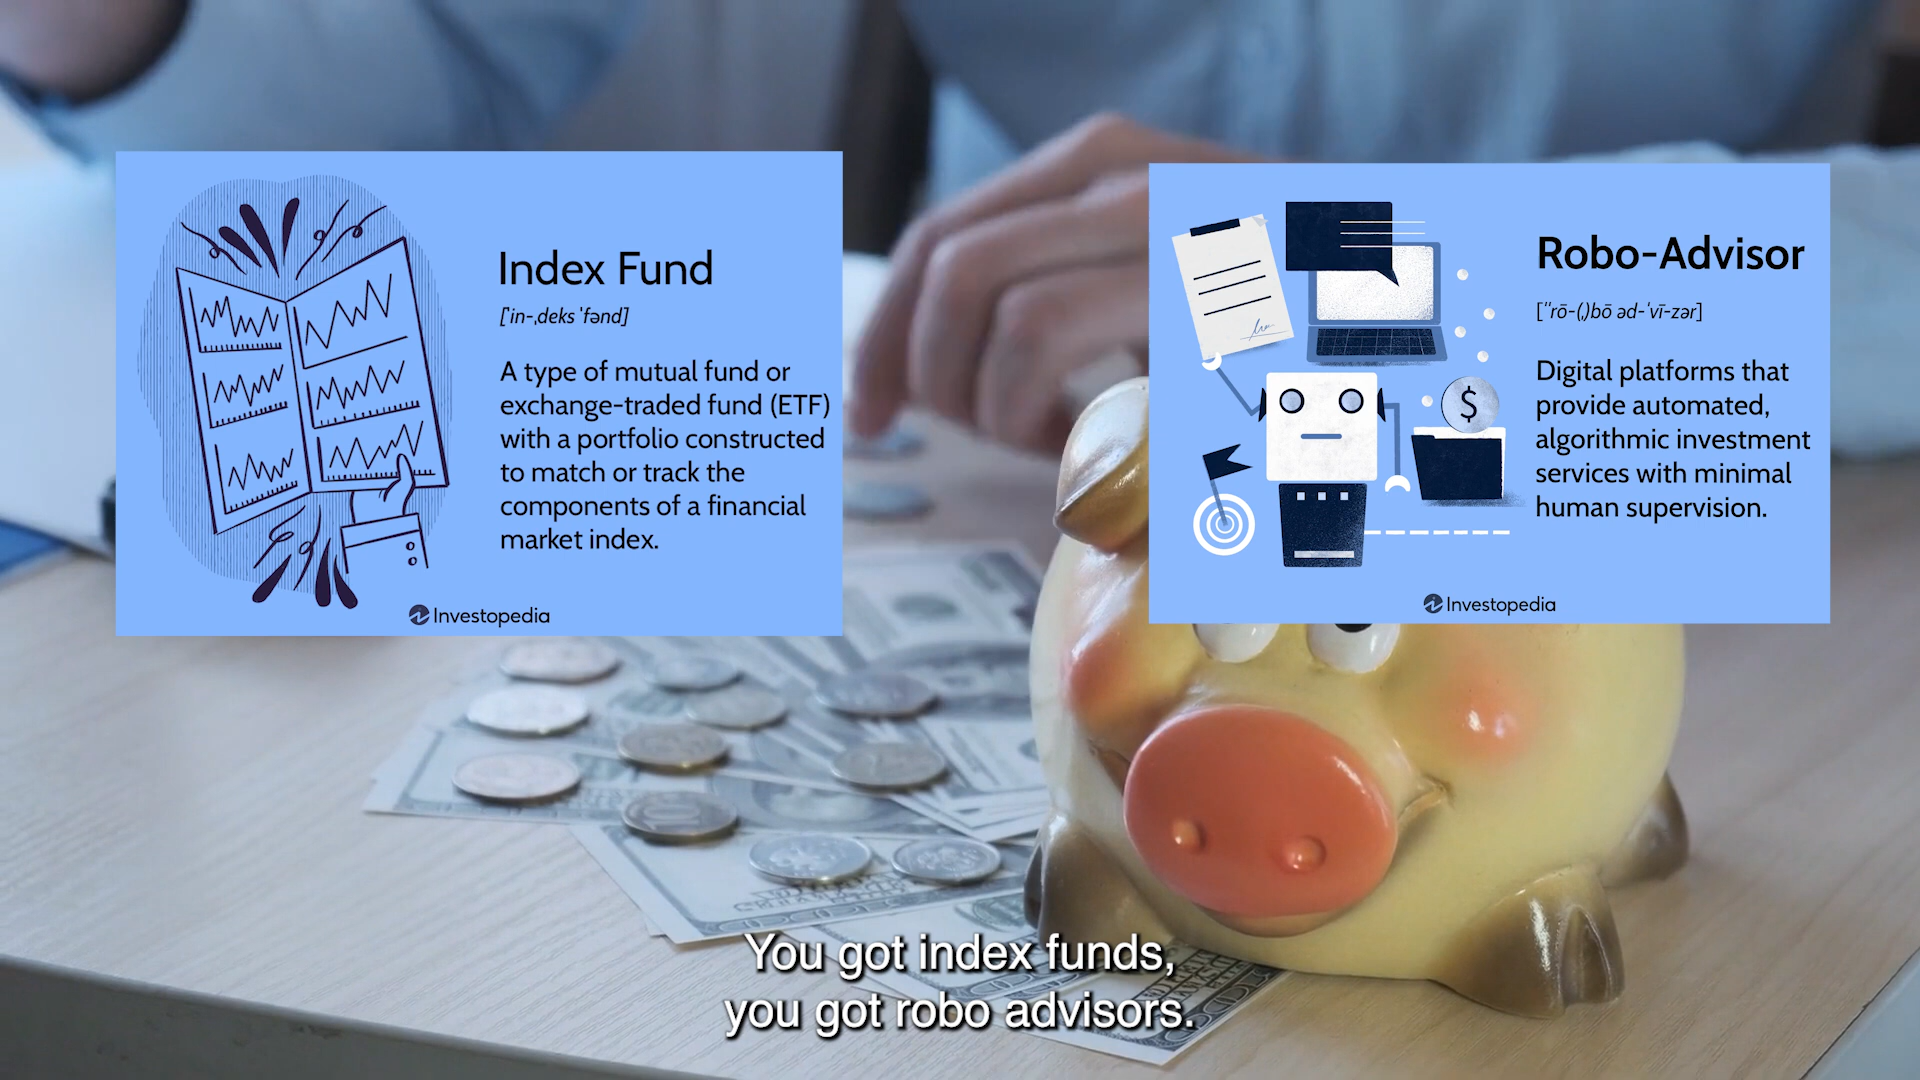 Index Fund
['in-ˌdeks 'fənd]
A type of mutual fund or
exchange-traded fund (ETF)
with a portfolio constructed
to match or track the
components of a financial
market index.
Investopedia
Robo-Advisor
[ˈ'rō-(ˌ)bō əd-'vī-zər]
Digital platforms that
provide automated,
algorithmic investment
services with minimal
human supervision.
$
Investopedia
You got index funds,
you got robo advisors.